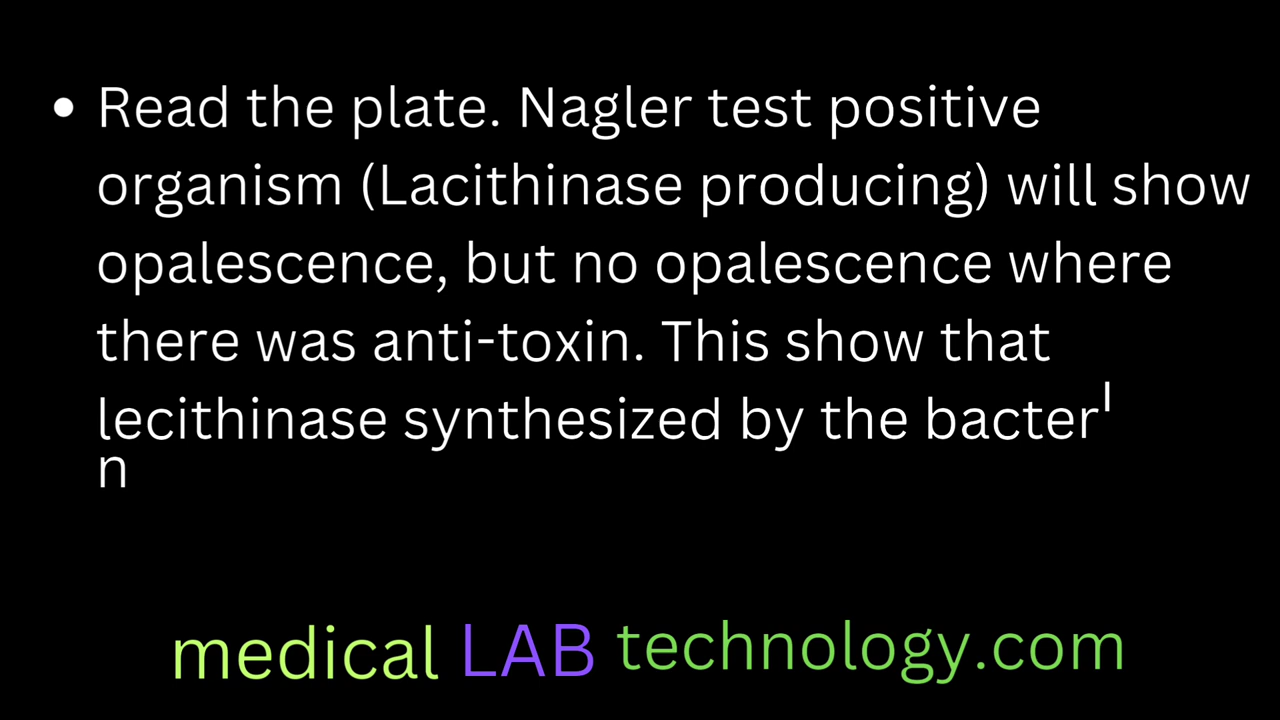 • Read the plate. Nagler test positive
organism (Lacithinase producing) will show
opalescence, but no opalescence where
there was anti-toxin. This show that
lecithinase synthesized by the bacteri
n
medical LAB technology.com